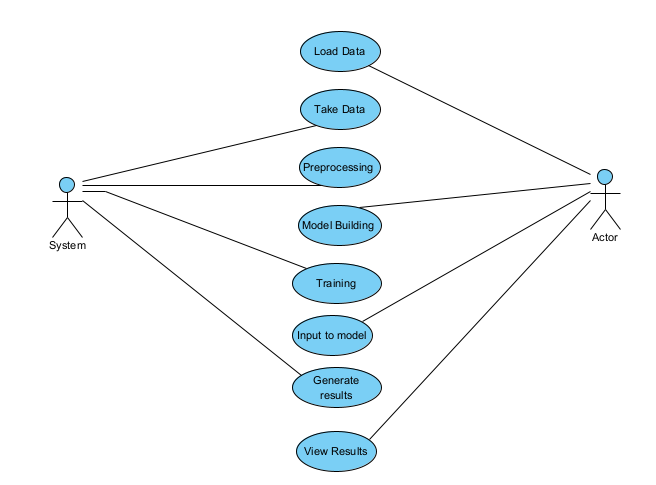 Load Data
Take Data
Preprocessing
Model Building
System
Actor
Training
Input to model
Generate
results
View Results